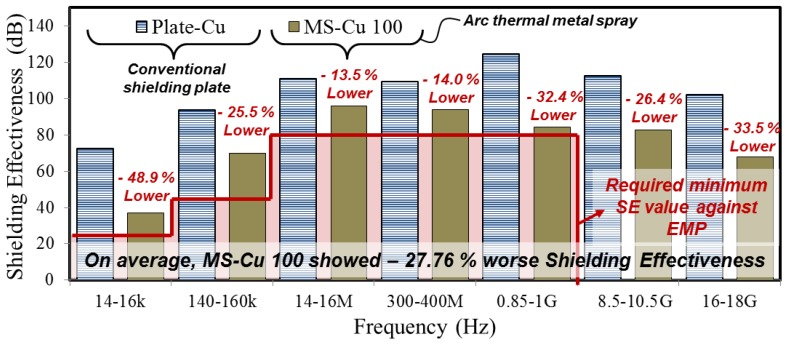 Shielding Effectiveness (dB)
140
120
100
80
60
40
20
0
Plate-Cu
MS-Cu 100
Arc thermal metal spray
Conventional
shielding plate
- 48.9 %
Lower
- 25.5 %
Lower
- 13.5 %
Lower
- 14.0 %
Lower
- 32.4 %
Lower
- 26.4 %
Lower
- 33.5 %
Lower
Required minimum
SE value against
EMP
On average, MS-Cu 100 showed – 27.76 % worse Shielding Effectiveness
14-16k
140-160k
14-16M
300-400M
0.85-1G
8.5-10.5G
16-18G
Frequency (Hz)